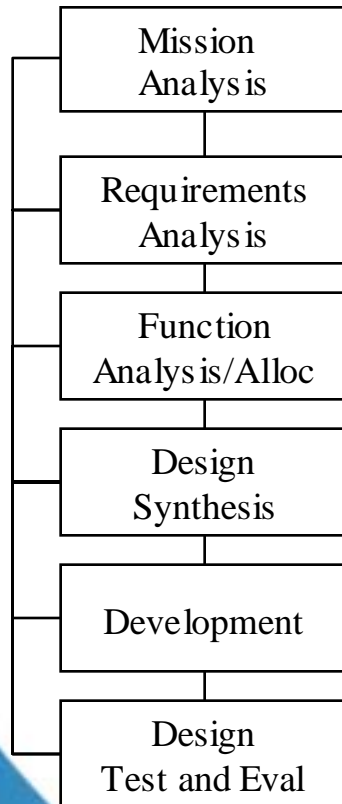 Mission
Analysis
Requirements
Analysis
Function
Analysis/Alloc
Design
Synthesis
Development
Design
Test and Eval